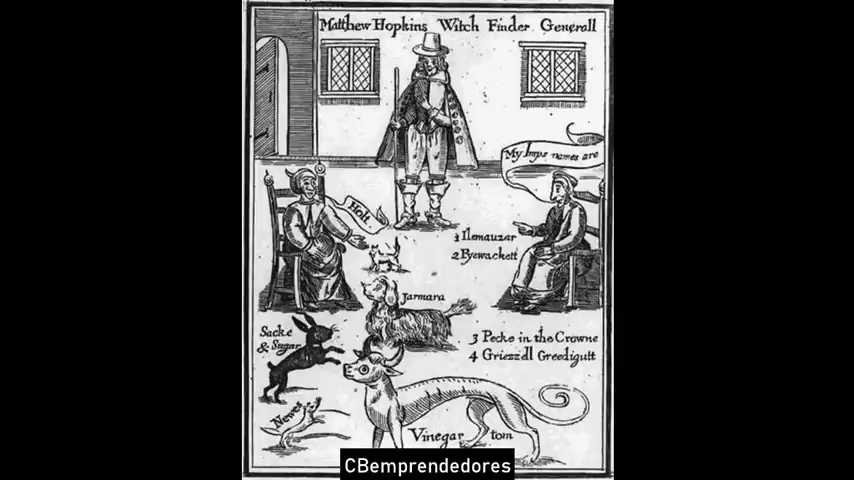 Matthew Hopkins Witch Finder Generall
My Imps names are
Holt
1 Ilemauzar
2 Pyewackett
Jarmara
Sacke
& Sugar
3 Pecke in the Crowne
4 Griezzell Greedigutt
Newes
Vinegar tom
CBemprendedores